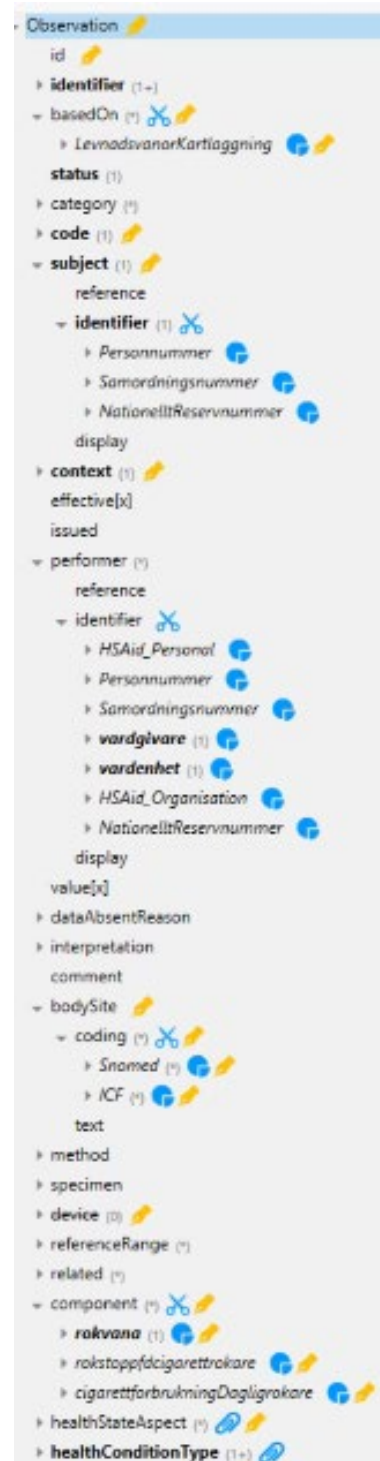 Observation
id
identifier (1+)
basedOn (*)
LevnadsvanorKartlaggning
status (1)
category (*)
code (1)
subject (1)
reference
identifier (1)
Personnummer
Samordningsnummer
NationelltReservnummer
display
context (1)
effective[x]
issued
performer (*)
reference
identifier
HSAid_Personal
Personnummer
Samordningsnummer
vardgivare (1)
vardenhet (1)
HSAid_Organisation
NationelltReservnummer
display
value[x]
dataAbsentReason
interpretation
comment
bodySite
coding (*)
Snomed (*)
ICF (*)
text
method
specimen
device (0)
referenceRange (*)
related (*)
component (*)
rokvana (1)
rokstoppfdcigarettrokare
cigarettforbrukningDagligrokare
healthStateAspect (*)
healthConditionType (1+)